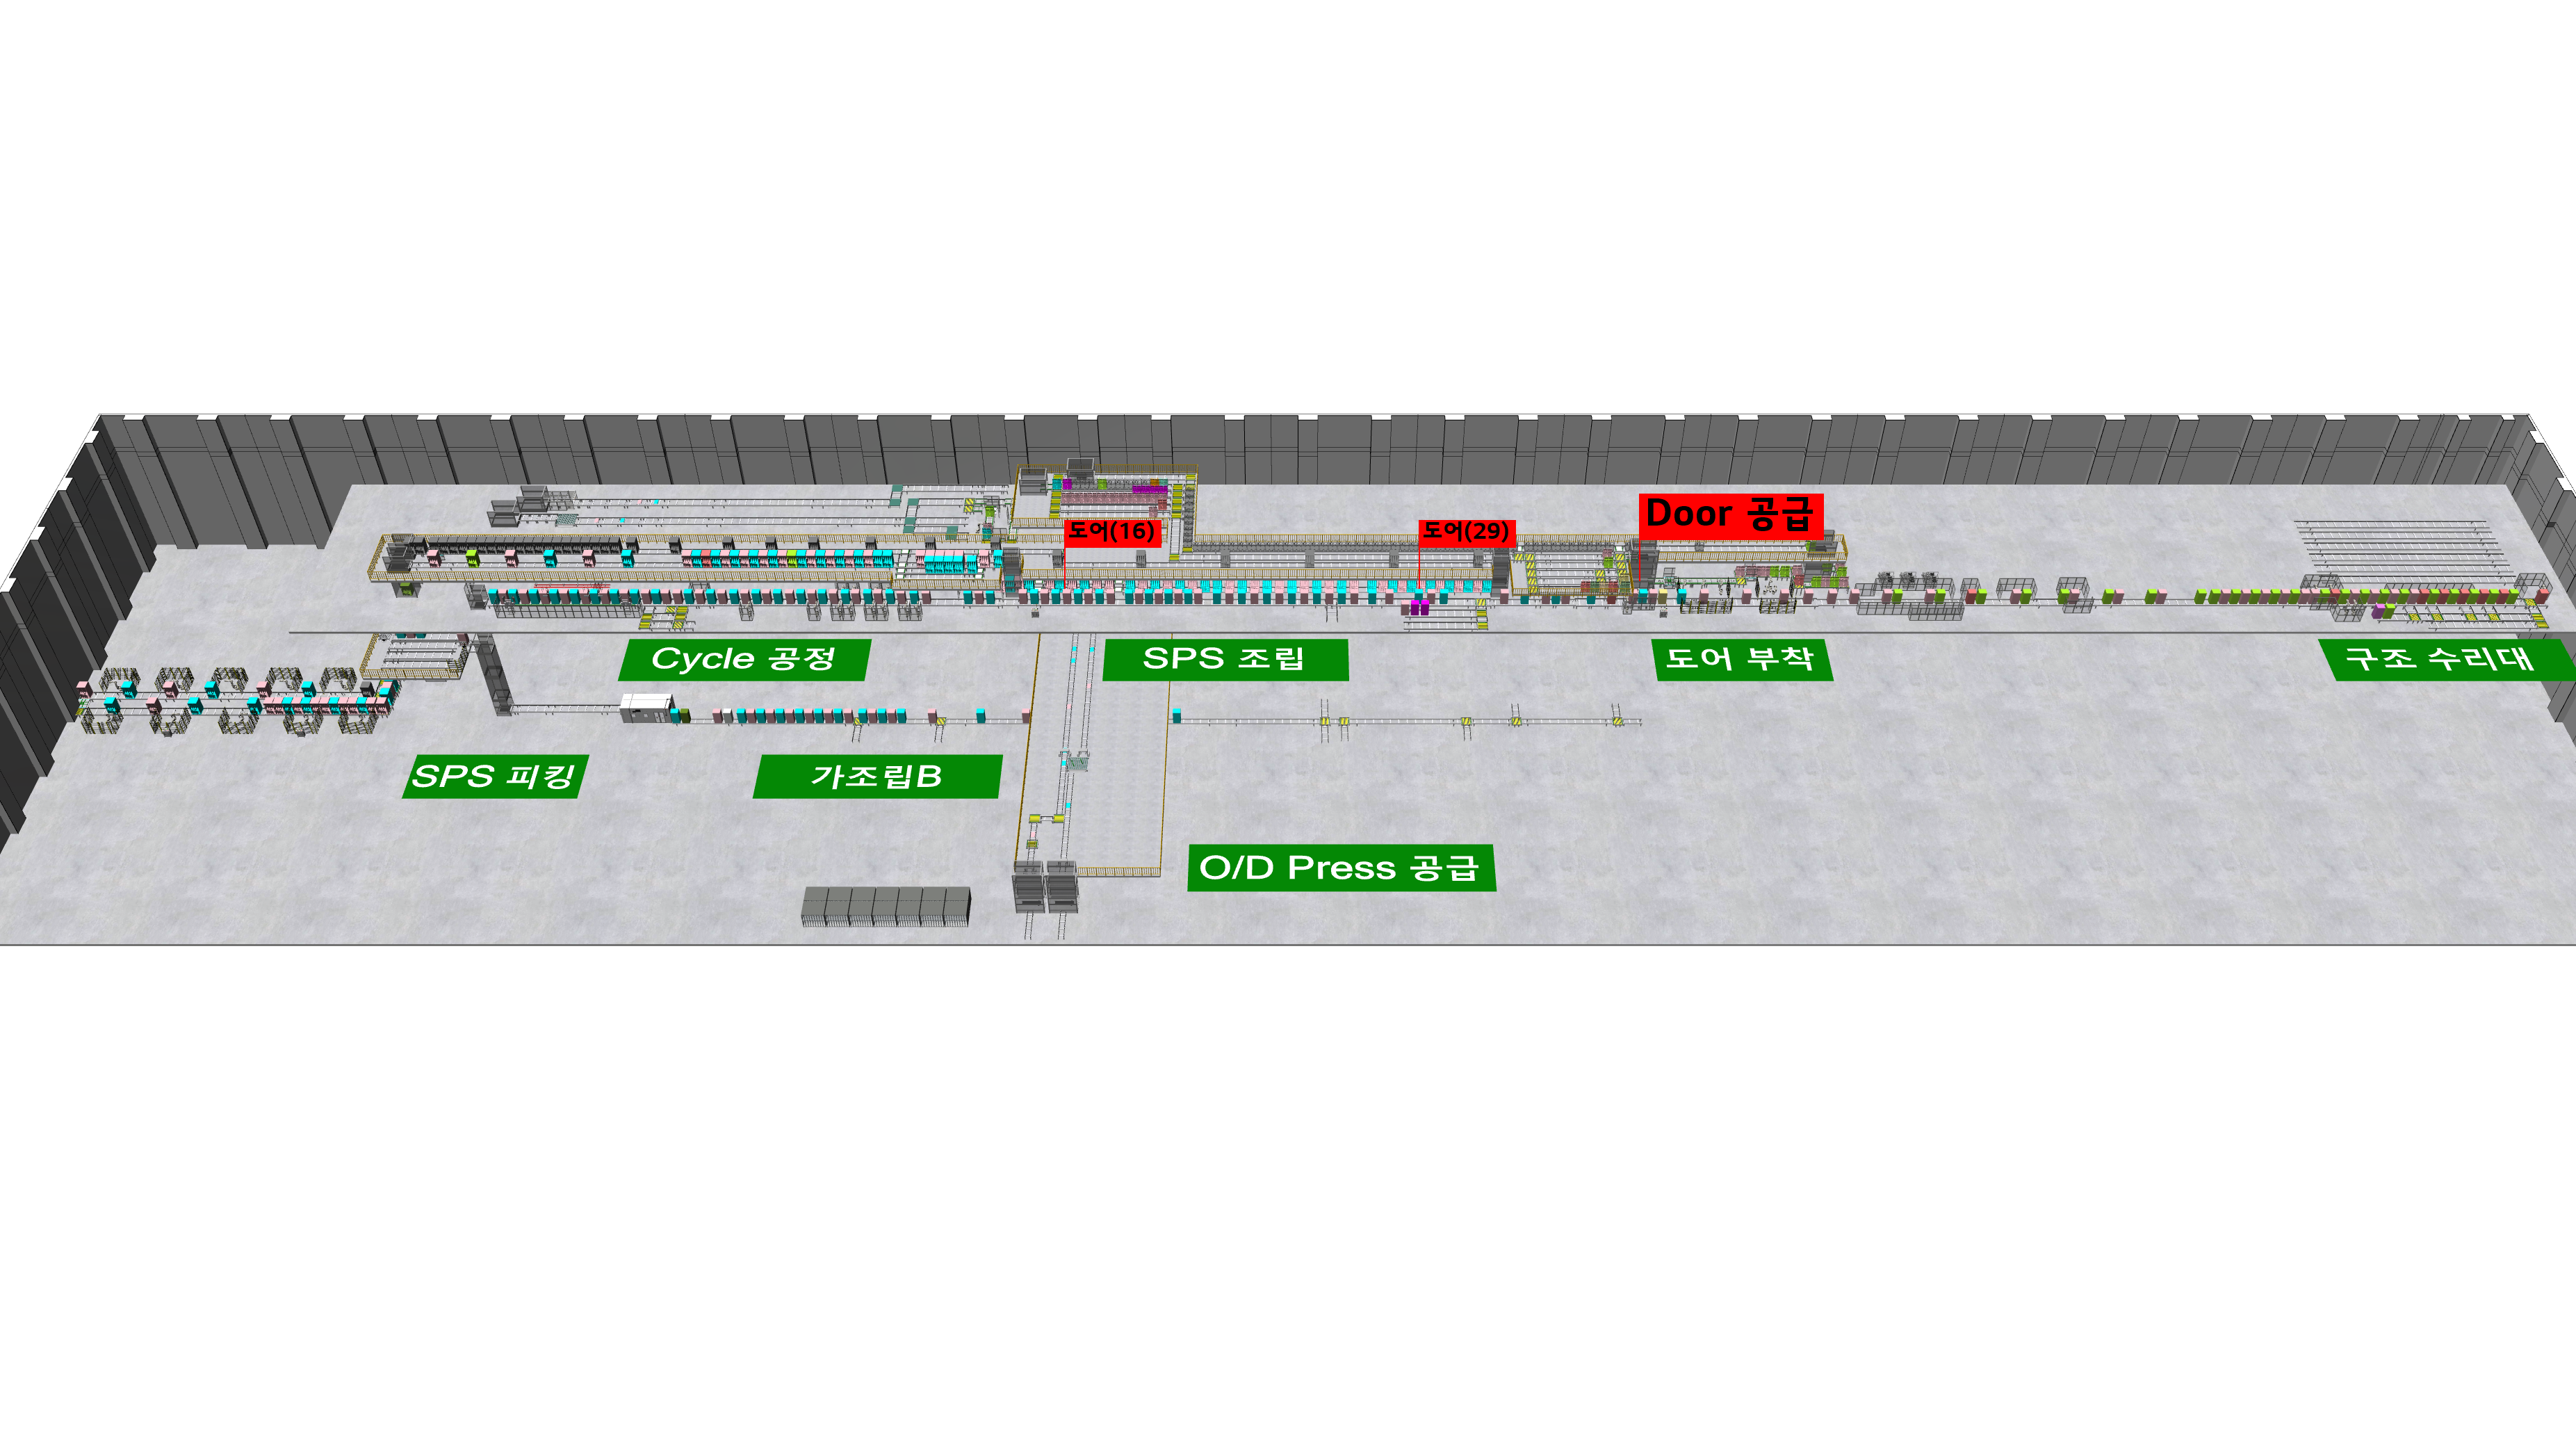 Door 공급
도어(16)
도어(29)
Cycle 공정
SPS 조립
도어 부착
구조 수리대
SPS 피킹
가조립B
O/D Press 공급